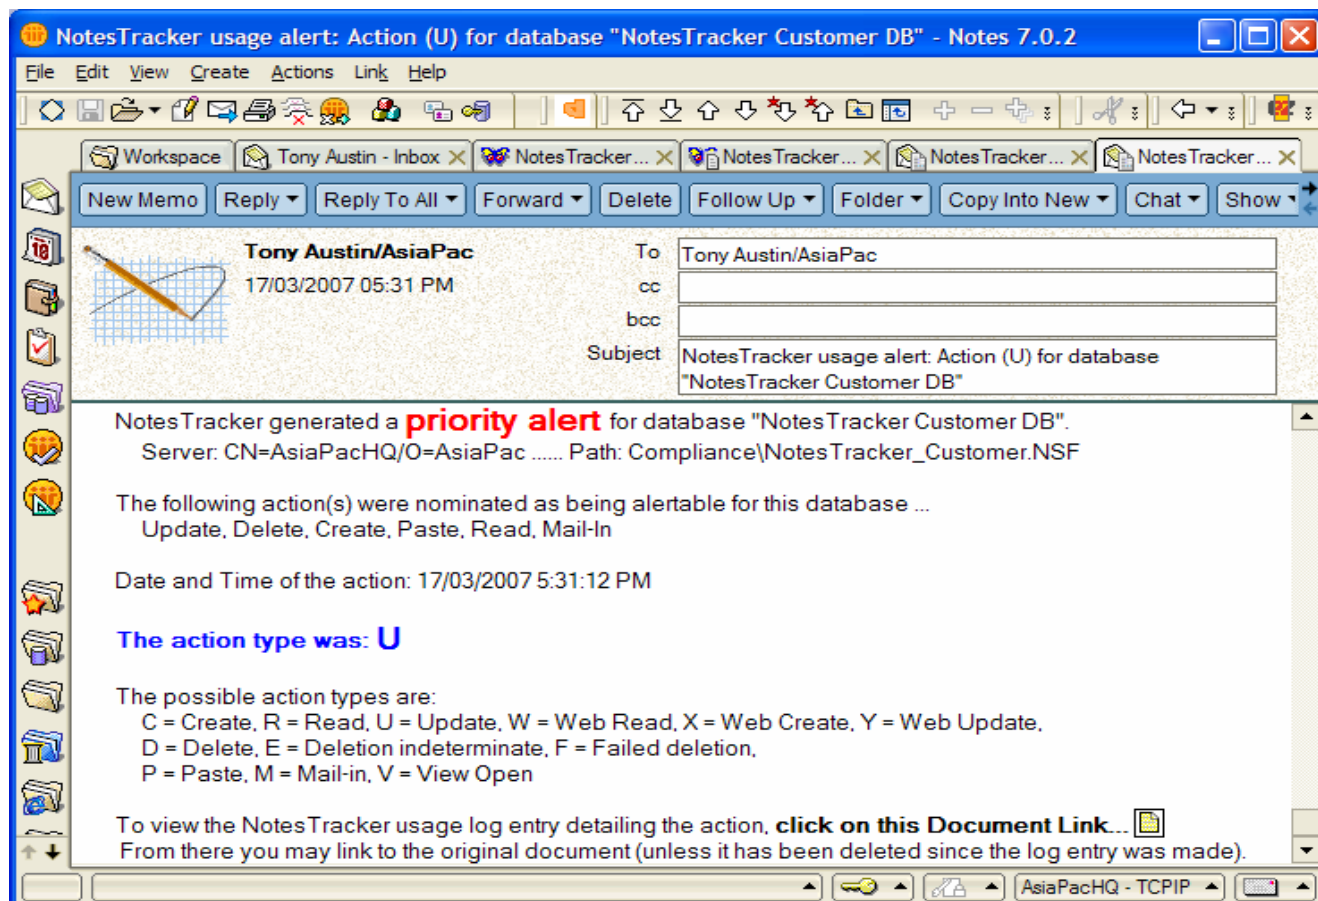 NotesTracker usage alert: Action (U) for database "NotesTracker Customer DB" - Notes 7.0.2
File Edit View Create Actions Link Help
Workspace Tony Austin - Inbox NotesTracker... NotesTracker... NotesTracker... NotesTracker...
New Memo Reply Reply To All Forward Delete Follow Up Folder Copy Into New Chat Show
Tony Austin/AsiaPac To Tony Austin/AsiaPac
17/03/2007 05:31 PM cc
bcc
Subject NotesTracker usage alert: Action (U) for database
"NotesTracker Customer DB"
NotesTracker generated a priority alert for database "NotesTracker Customer DB".
Server: CN=AsiaPacHQ/O=AsiaPac ...... Path: Compliance\NotesTracker_Customer.NSF
The following action(s) were nominated as being alertable for this database ...
Update, Delete, Create, Paste, Read, Mail-In
Date and Time of the action: 17/03/2007 5:31:12 PM
The action type was: U
The possible action types are:
C = Create, R = Read, U = Update, W = Web Read, X = Web Create, Y = Web Update,
D = Delete, E = Deletion indeterminate, F = Failed deletion,
P = Paste, M = Mail-in, V = View Open
To view the NotesTracker usage log entry detailing the action, click on this Document Link...
From there you may link to the original document (unless it has been deleted since the log entry was made).
AsiaPacHQ - TCPIP